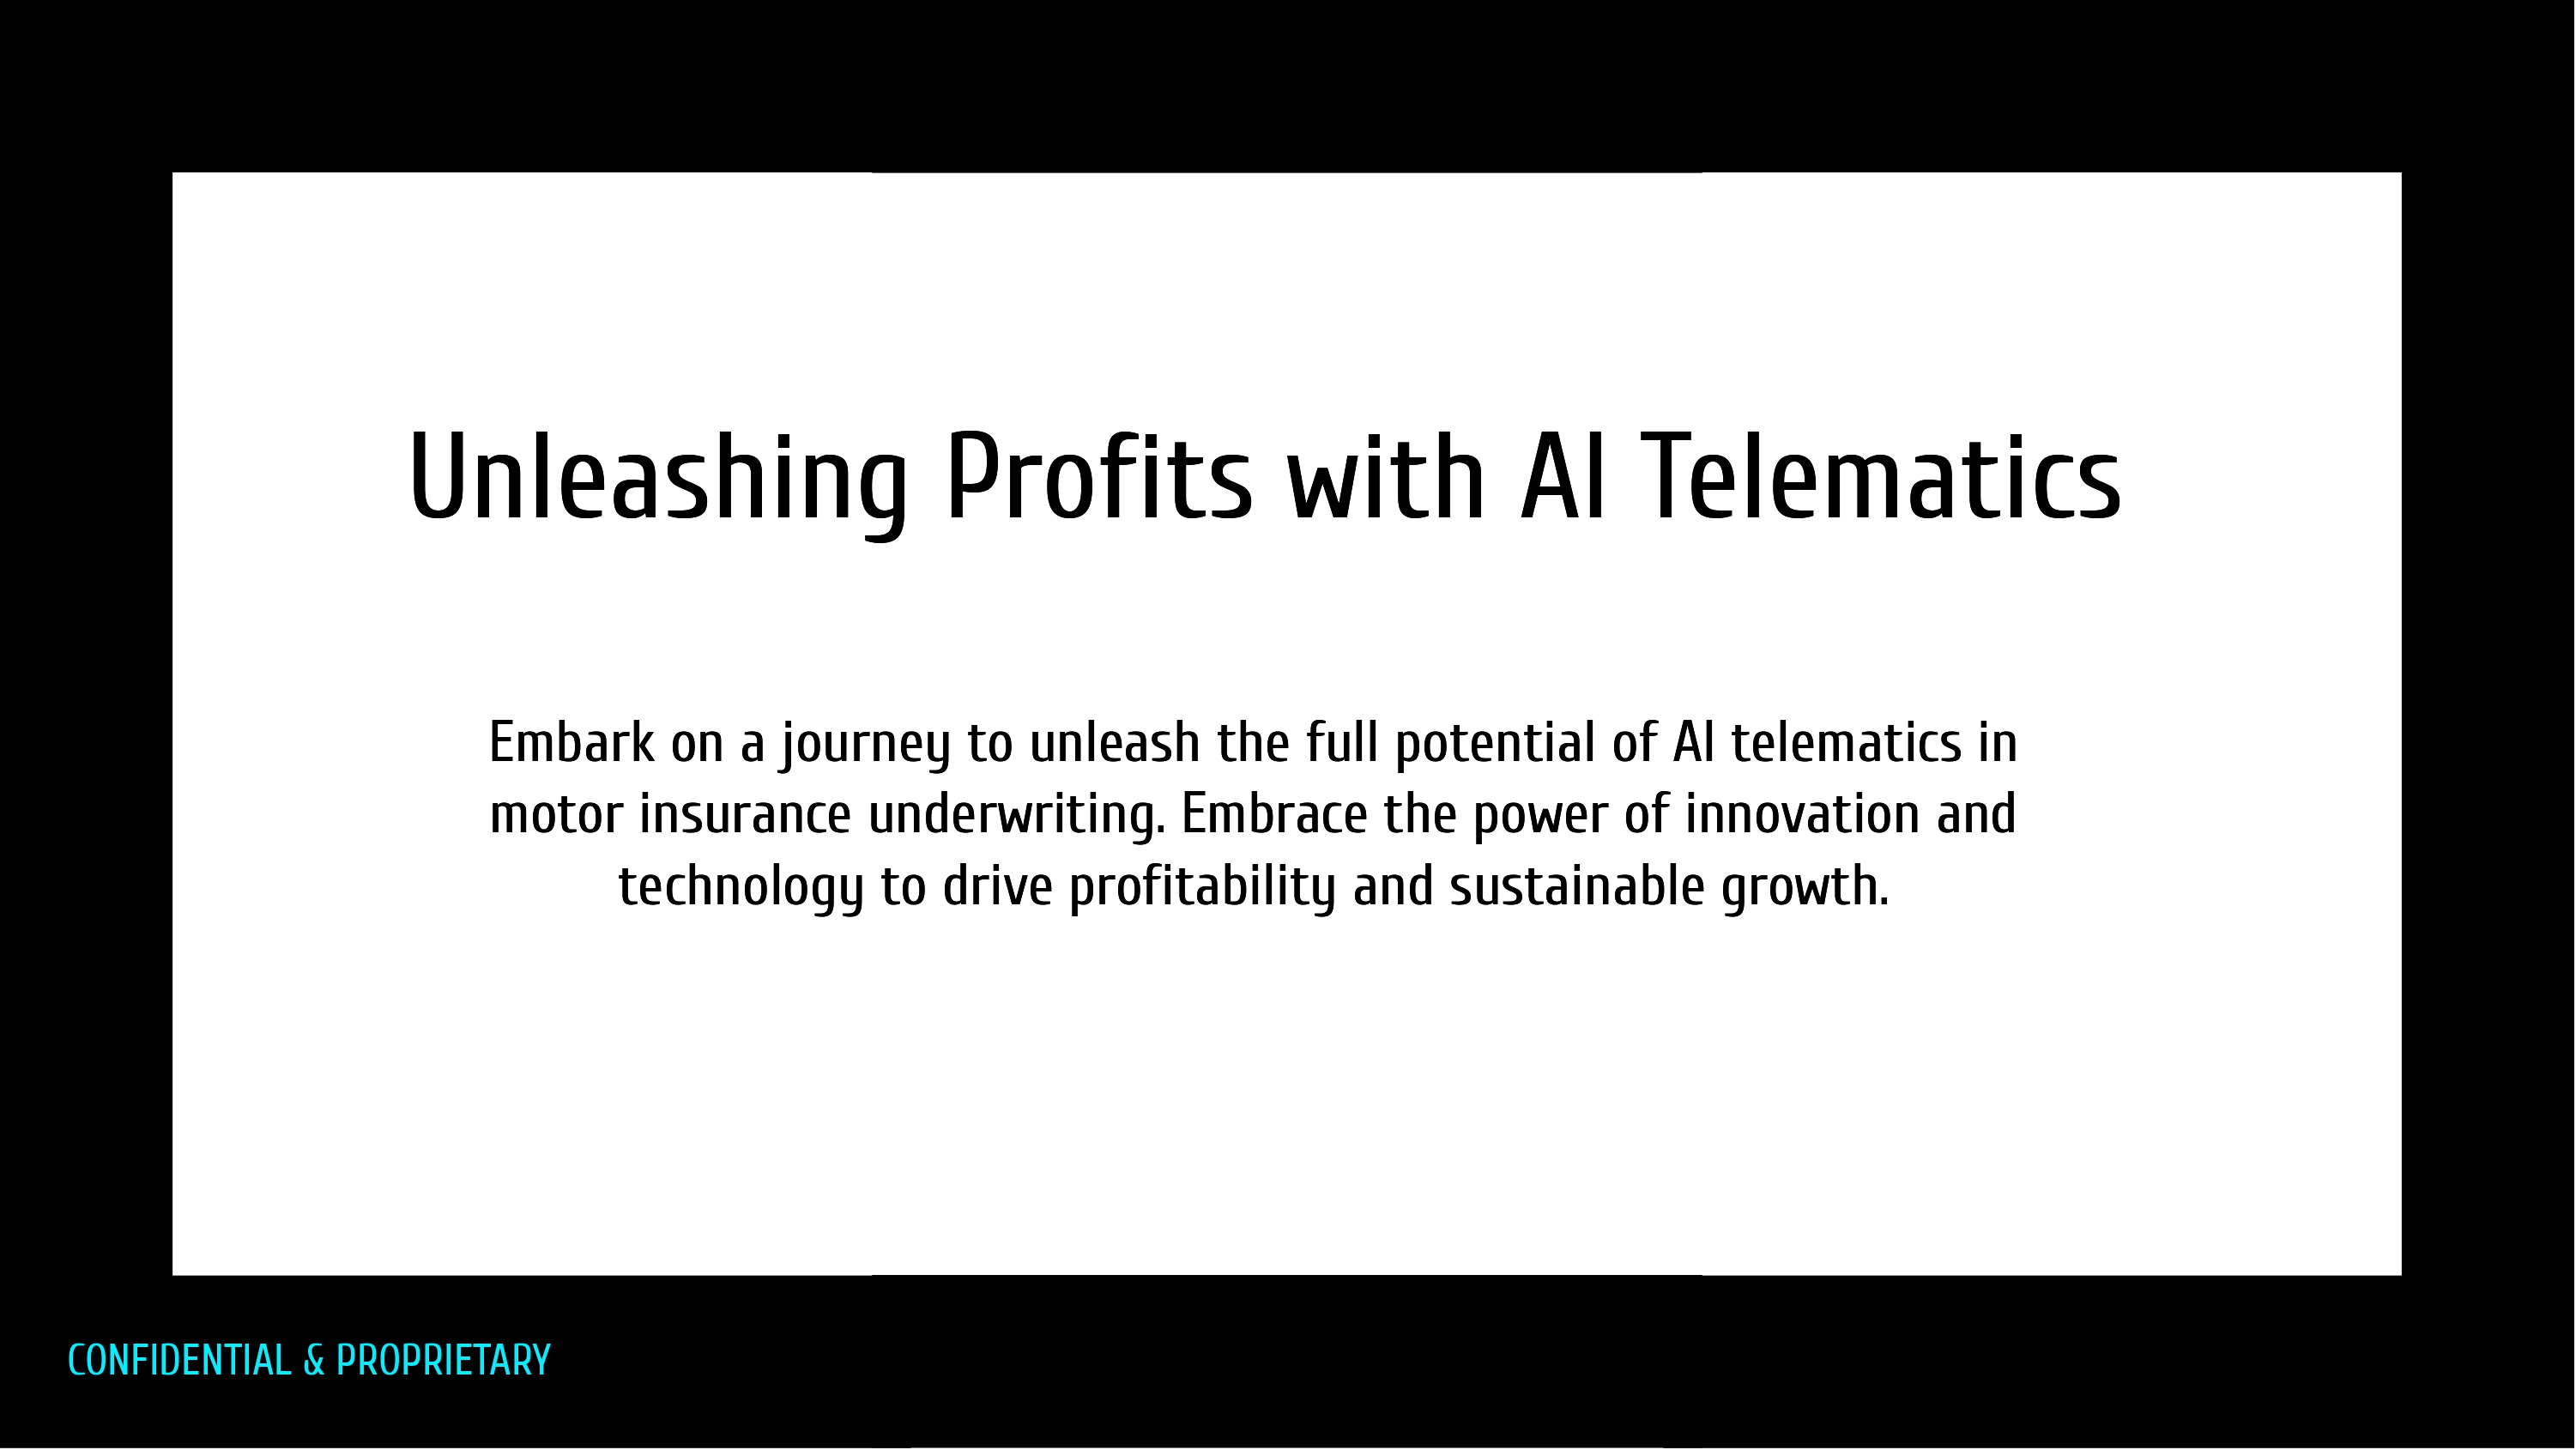 Unleashing Profits with AI Telematics
Embark on a journey to unleash the full potential of AI telematics in
motor insurance underwriting. Embrace the power of innovation and
technology to drive profitability and sustainable growth.
CONFIDENTIAL & PROPRIETARY